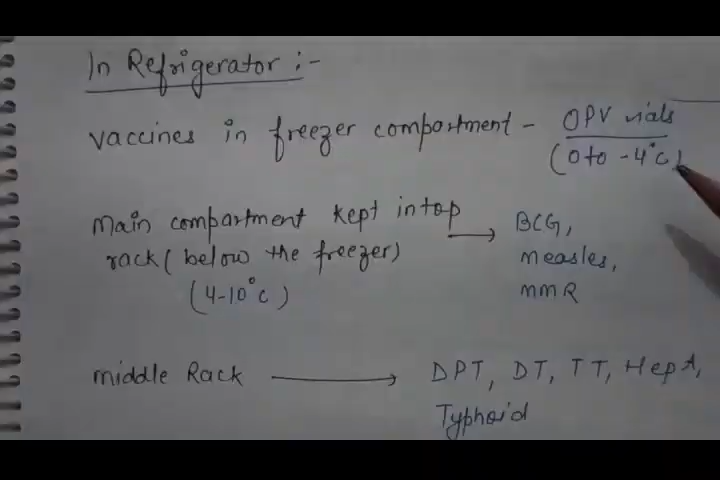 In Refrigerator :-
vaccines in freezer compartment - OPV vials
(0 to -4°C)
Main compartment kept in top
rack (below the freezer)
(4-10°C)
→ BCG,
measles,
MMR
middle Rack → DPT, DT, TT, Hep A,
Typhoid